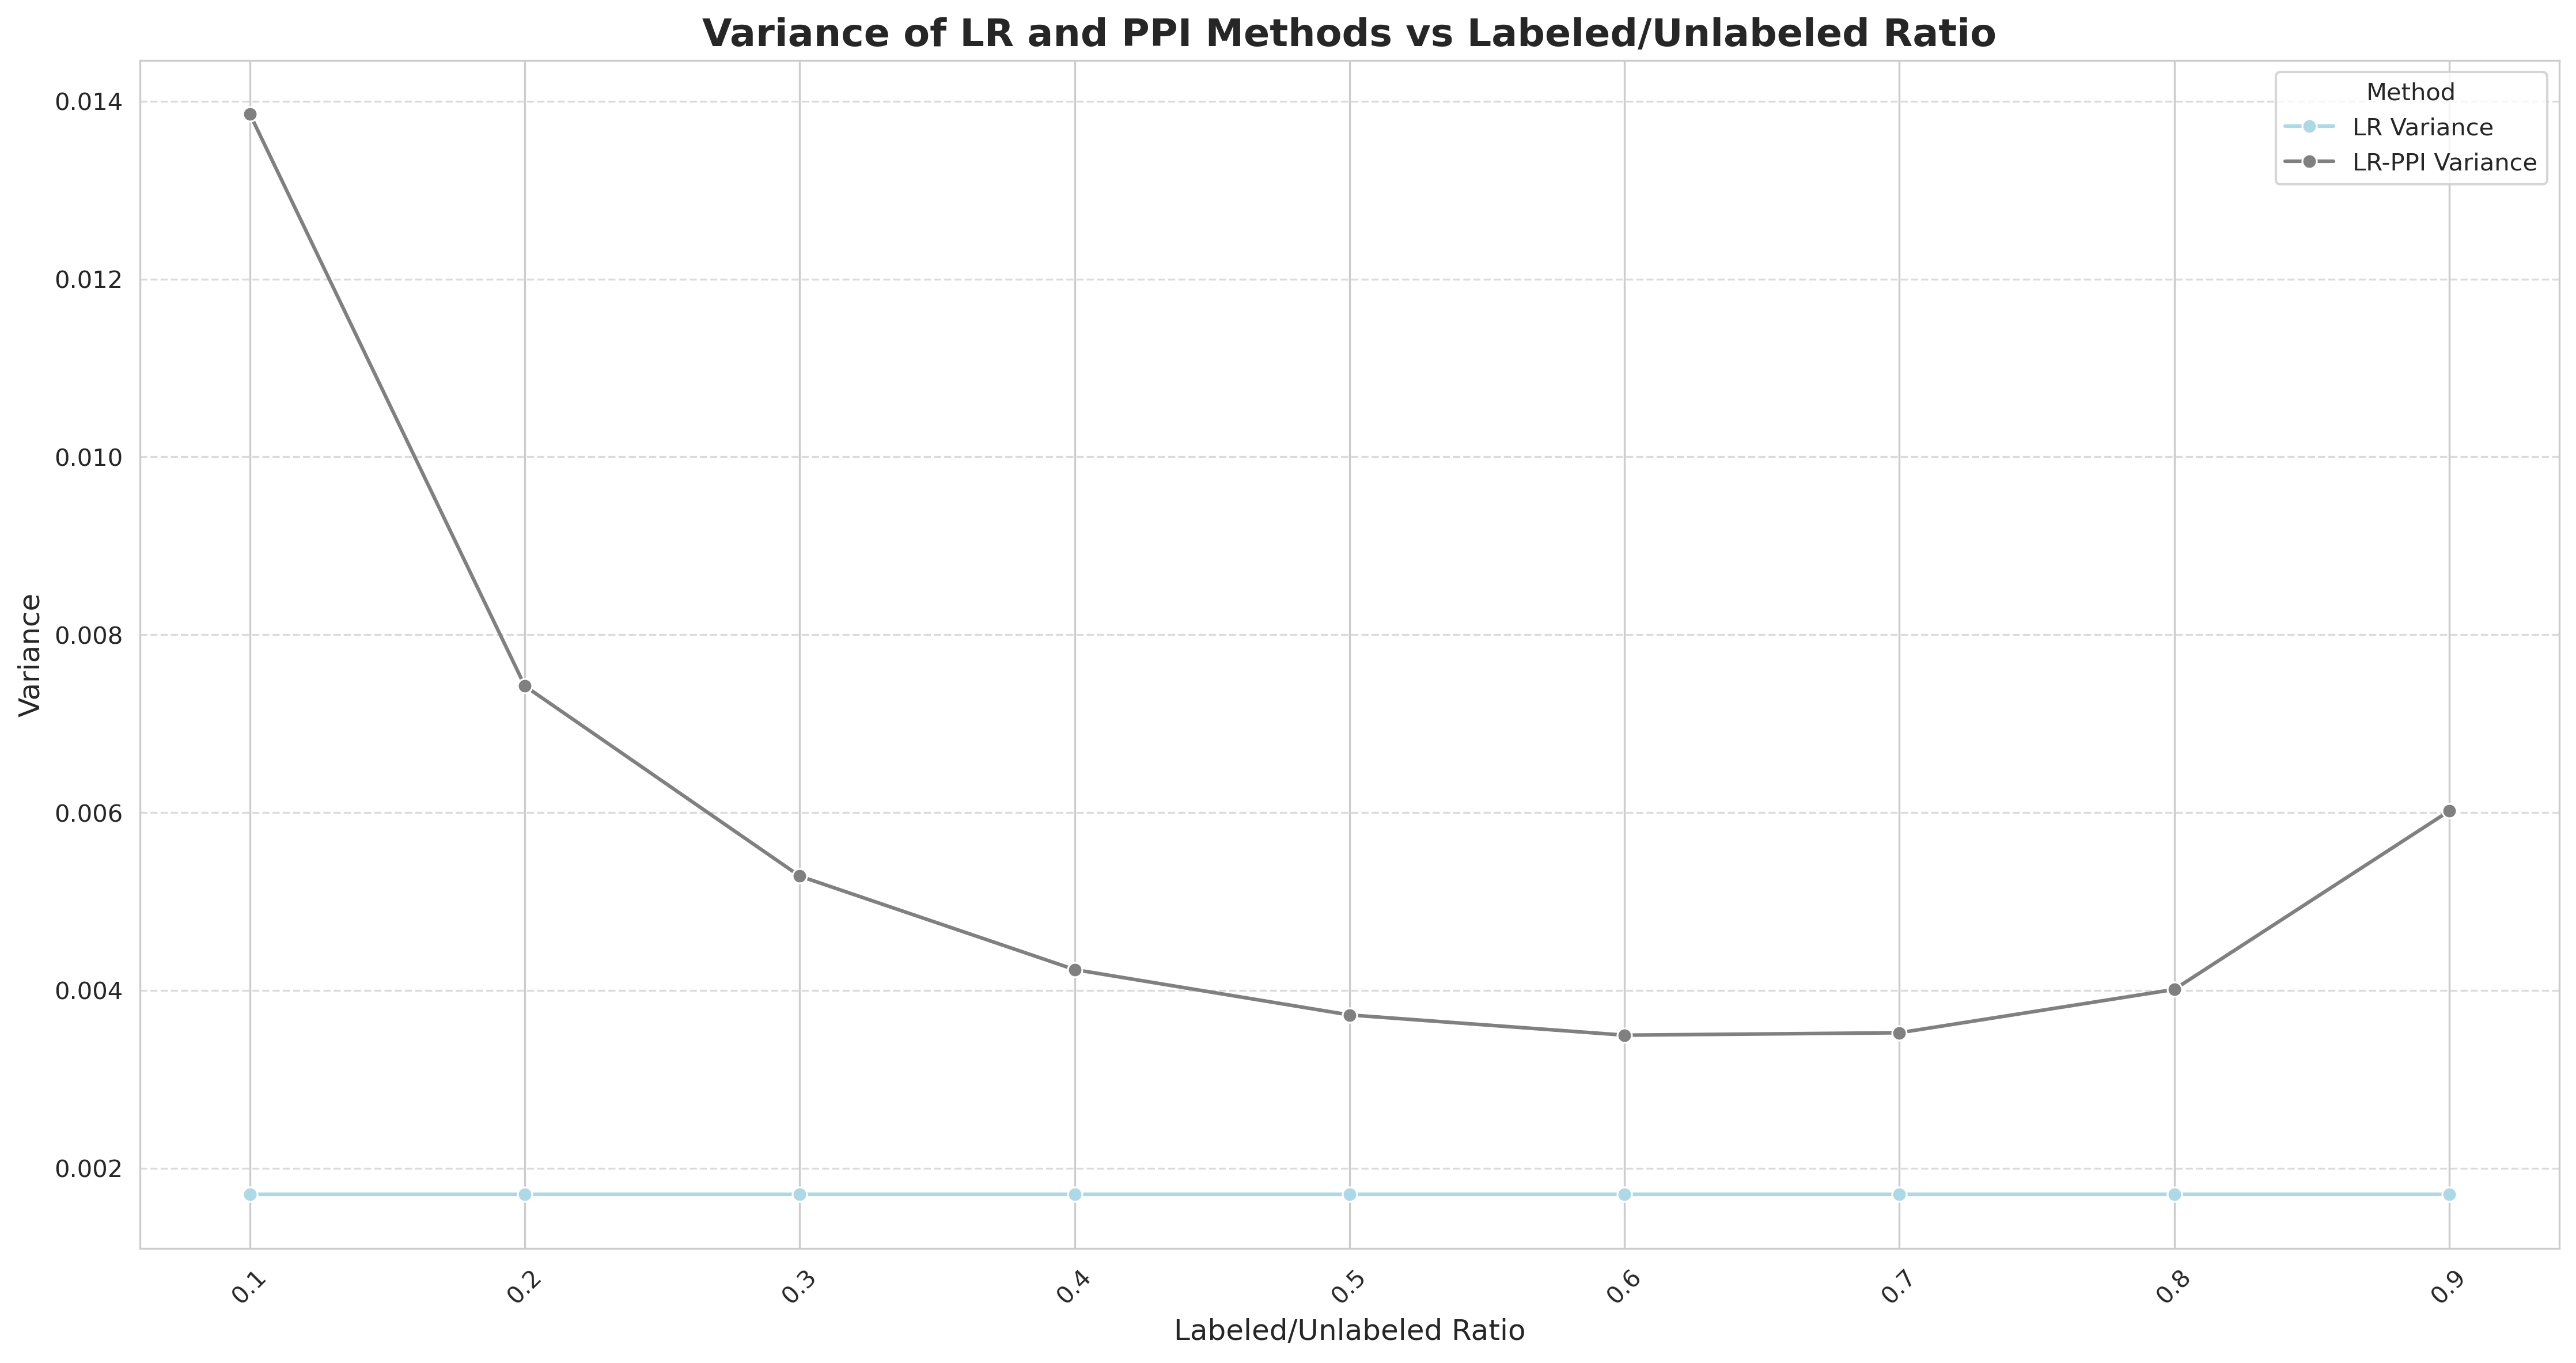 Variance of LR and PPI Methods vs Labeled/Unlabeled Ratio
Method
LR Variance
LR-PPI Variance
0.014
0.012
0.010
0.008
0.006
0.004
0.002
Variance
0.1
0.2
0.3
0.4
0.5
0.6
0.7
0.8
0.9
Labeled/Unlabeled Ratio